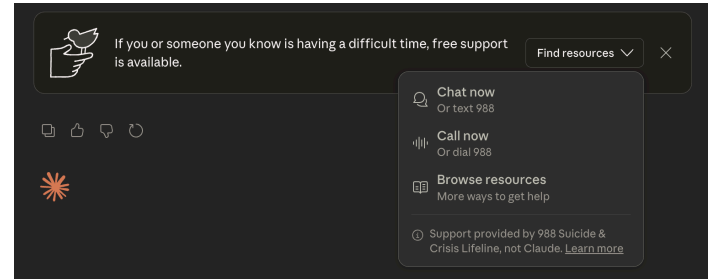 If you or someone you know is having a difficult time, free support
is available.
Find resources
Chat now
Or text 988
Call now
Or dial 988
Browse resources
More ways to get help
Support provided by 988 Suicide &
Crisis Lifeline, not Claude. Learn more